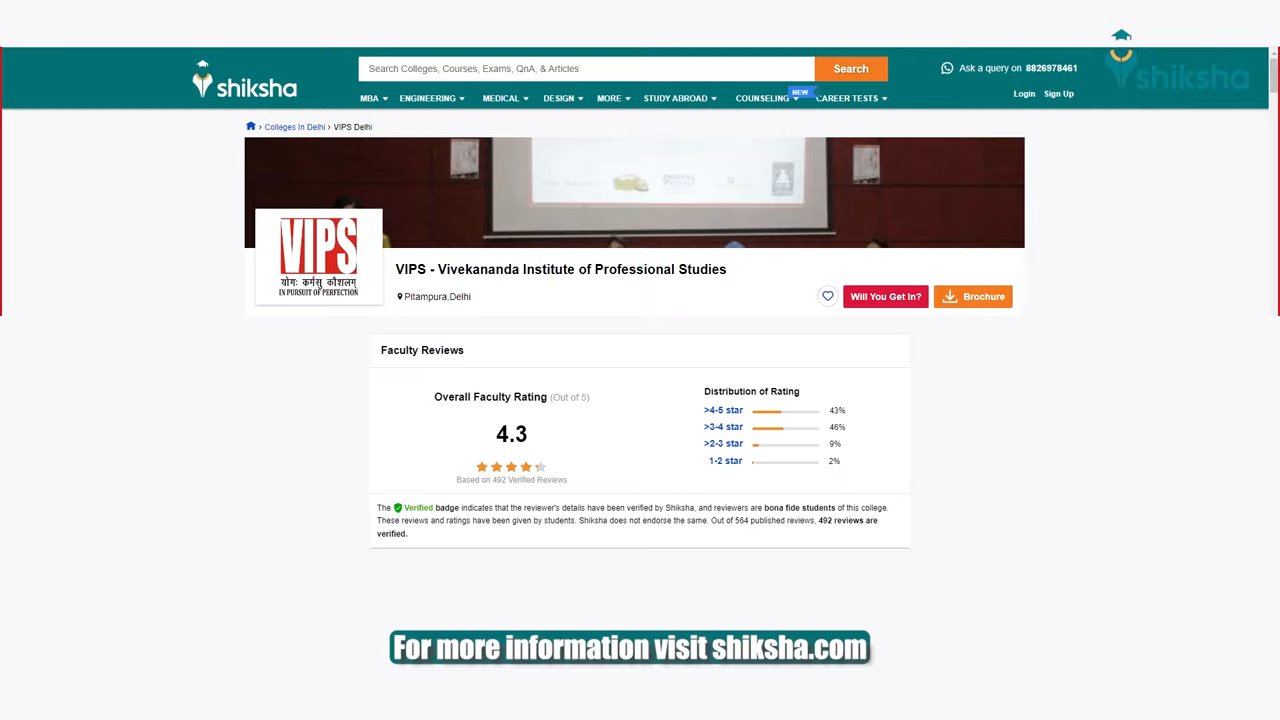 shiksha
Search Colleges, Courses, Exams, QnA, & Articles
Search
Ask a query on 8826978461
shiksha
MBA ENGINEERING MEDICAL DESIGN MORE STUDY ABROAD COUNSELING NEW CAREER TESTS
Login Sign Up
› Colleges In Delhi › VIPS Delhi
VIPS
योगः कर्मसु कौशलम्
IN PURSUIT OF PERFECTION
VIPS - Vivekananda Institute of Professional Studies
Pitampura,Delhi
Will You Get In?
Brochure
Faculty Reviews
Overall Faculty Rating (Out of 5)
4.3
Based on 492 Verified Reviews
Distribution of Rating
>4-5 star 43%
>3-4 star 46%
>2-3 star 9%
1-2 star 2%
The Verified badge indicates that the reviewer's details have been verified by Shiksha, and reviewers are bona fide students of this college.
These reviews and ratings have been given by students. Shiksha does not endorse the same. Out of 564 published reviews, 492 reviews are
verified.
For more information visit shiksha.com